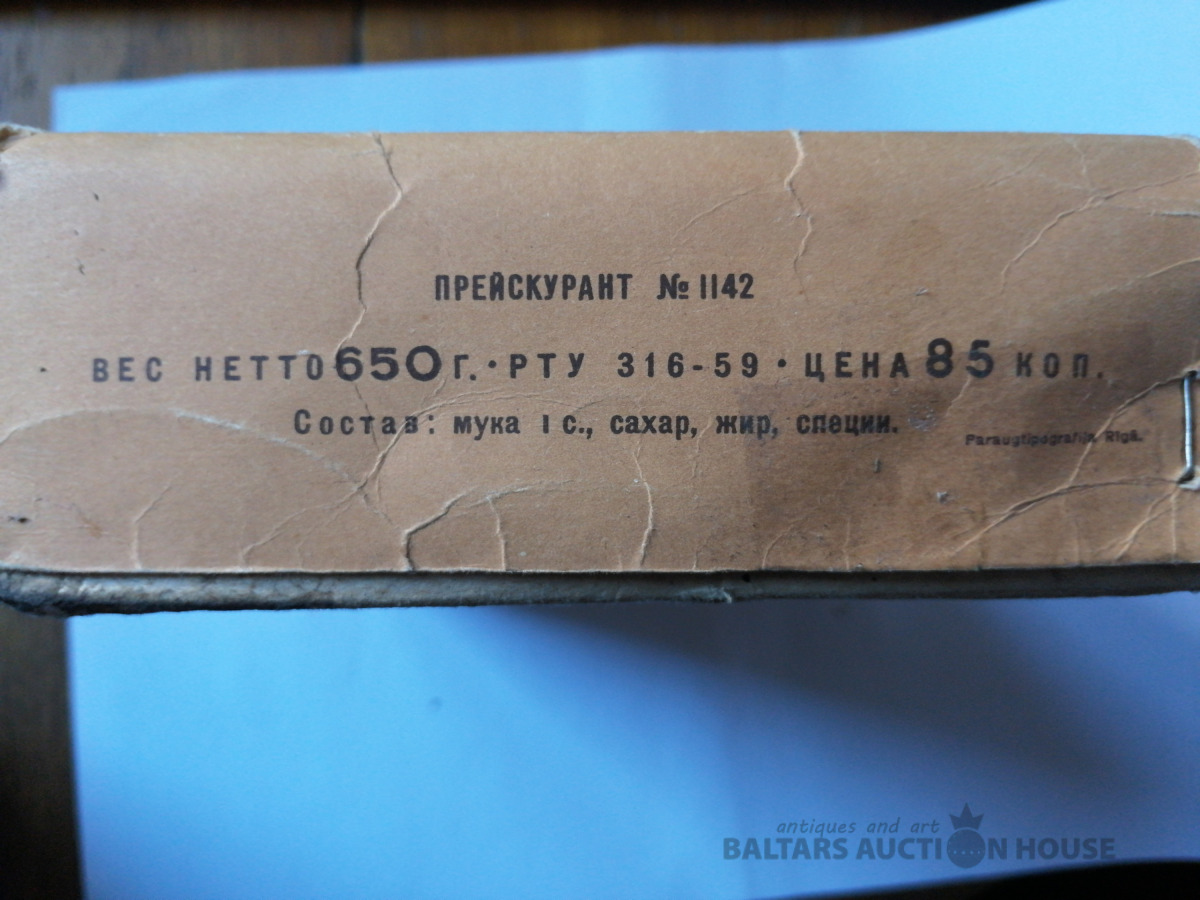 ПРЕЙСКУРАНТ № 1142
ВЕС НЕТТО 650 Г. · РТУ 316-59 · ЦЕНА 85 КОП.
Состав: мука I с., сахар, жир, специи.
Paraugtipografija, Rīgā.
antiques and art
BALTARS AUCTION HOUSE